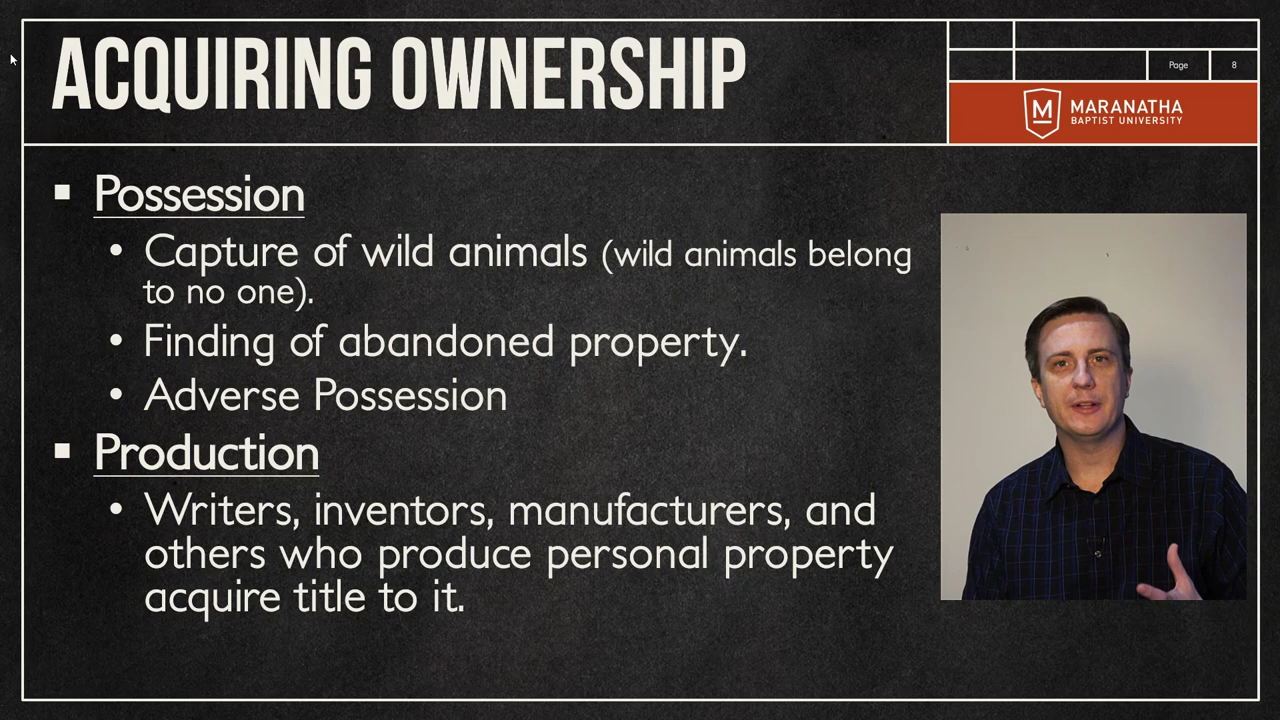 ACQUIRING OWNERSHIP
Page 8
MARANATHA
BAPTIST UNIVERSITY
▪ Possession
• Capture of wild animals (wild animals belong
to no one).
• Finding of abandoned property.
• Adverse Possession
▪ Production
• Writers, inventors, manufacturers, and
others who produce personal property
acquire title to it.